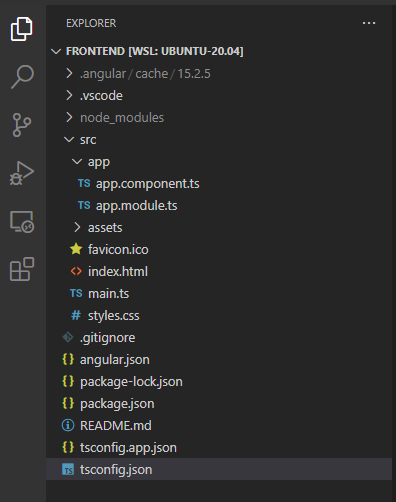 EXPLORER
FRONTEND [WSL: UBUNTU-20.04]
.angular/cache/15.2.5
.vscode
node_modules
src
app
TS app.component.ts
TS app.module.ts
assets
favicon.ico
<> index.html
TS main.ts
# styles.css
.gitignore
{} angular.json
{} package-lock.json
{} package.json
README.md
{} tsconfig.app.json
TS tsconfig.json